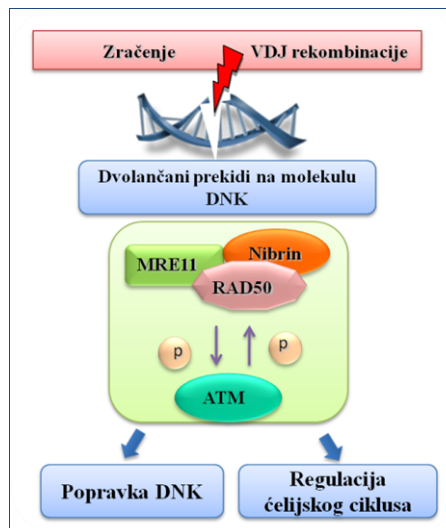 Zračenje VDJ rekombinacije
Dvolančani prekidi na molekulu
DNK
Nibrin
MRE11
RAD50
P P
ATM
Popravka DNK
Regulacija
ćelijskog ciklusa